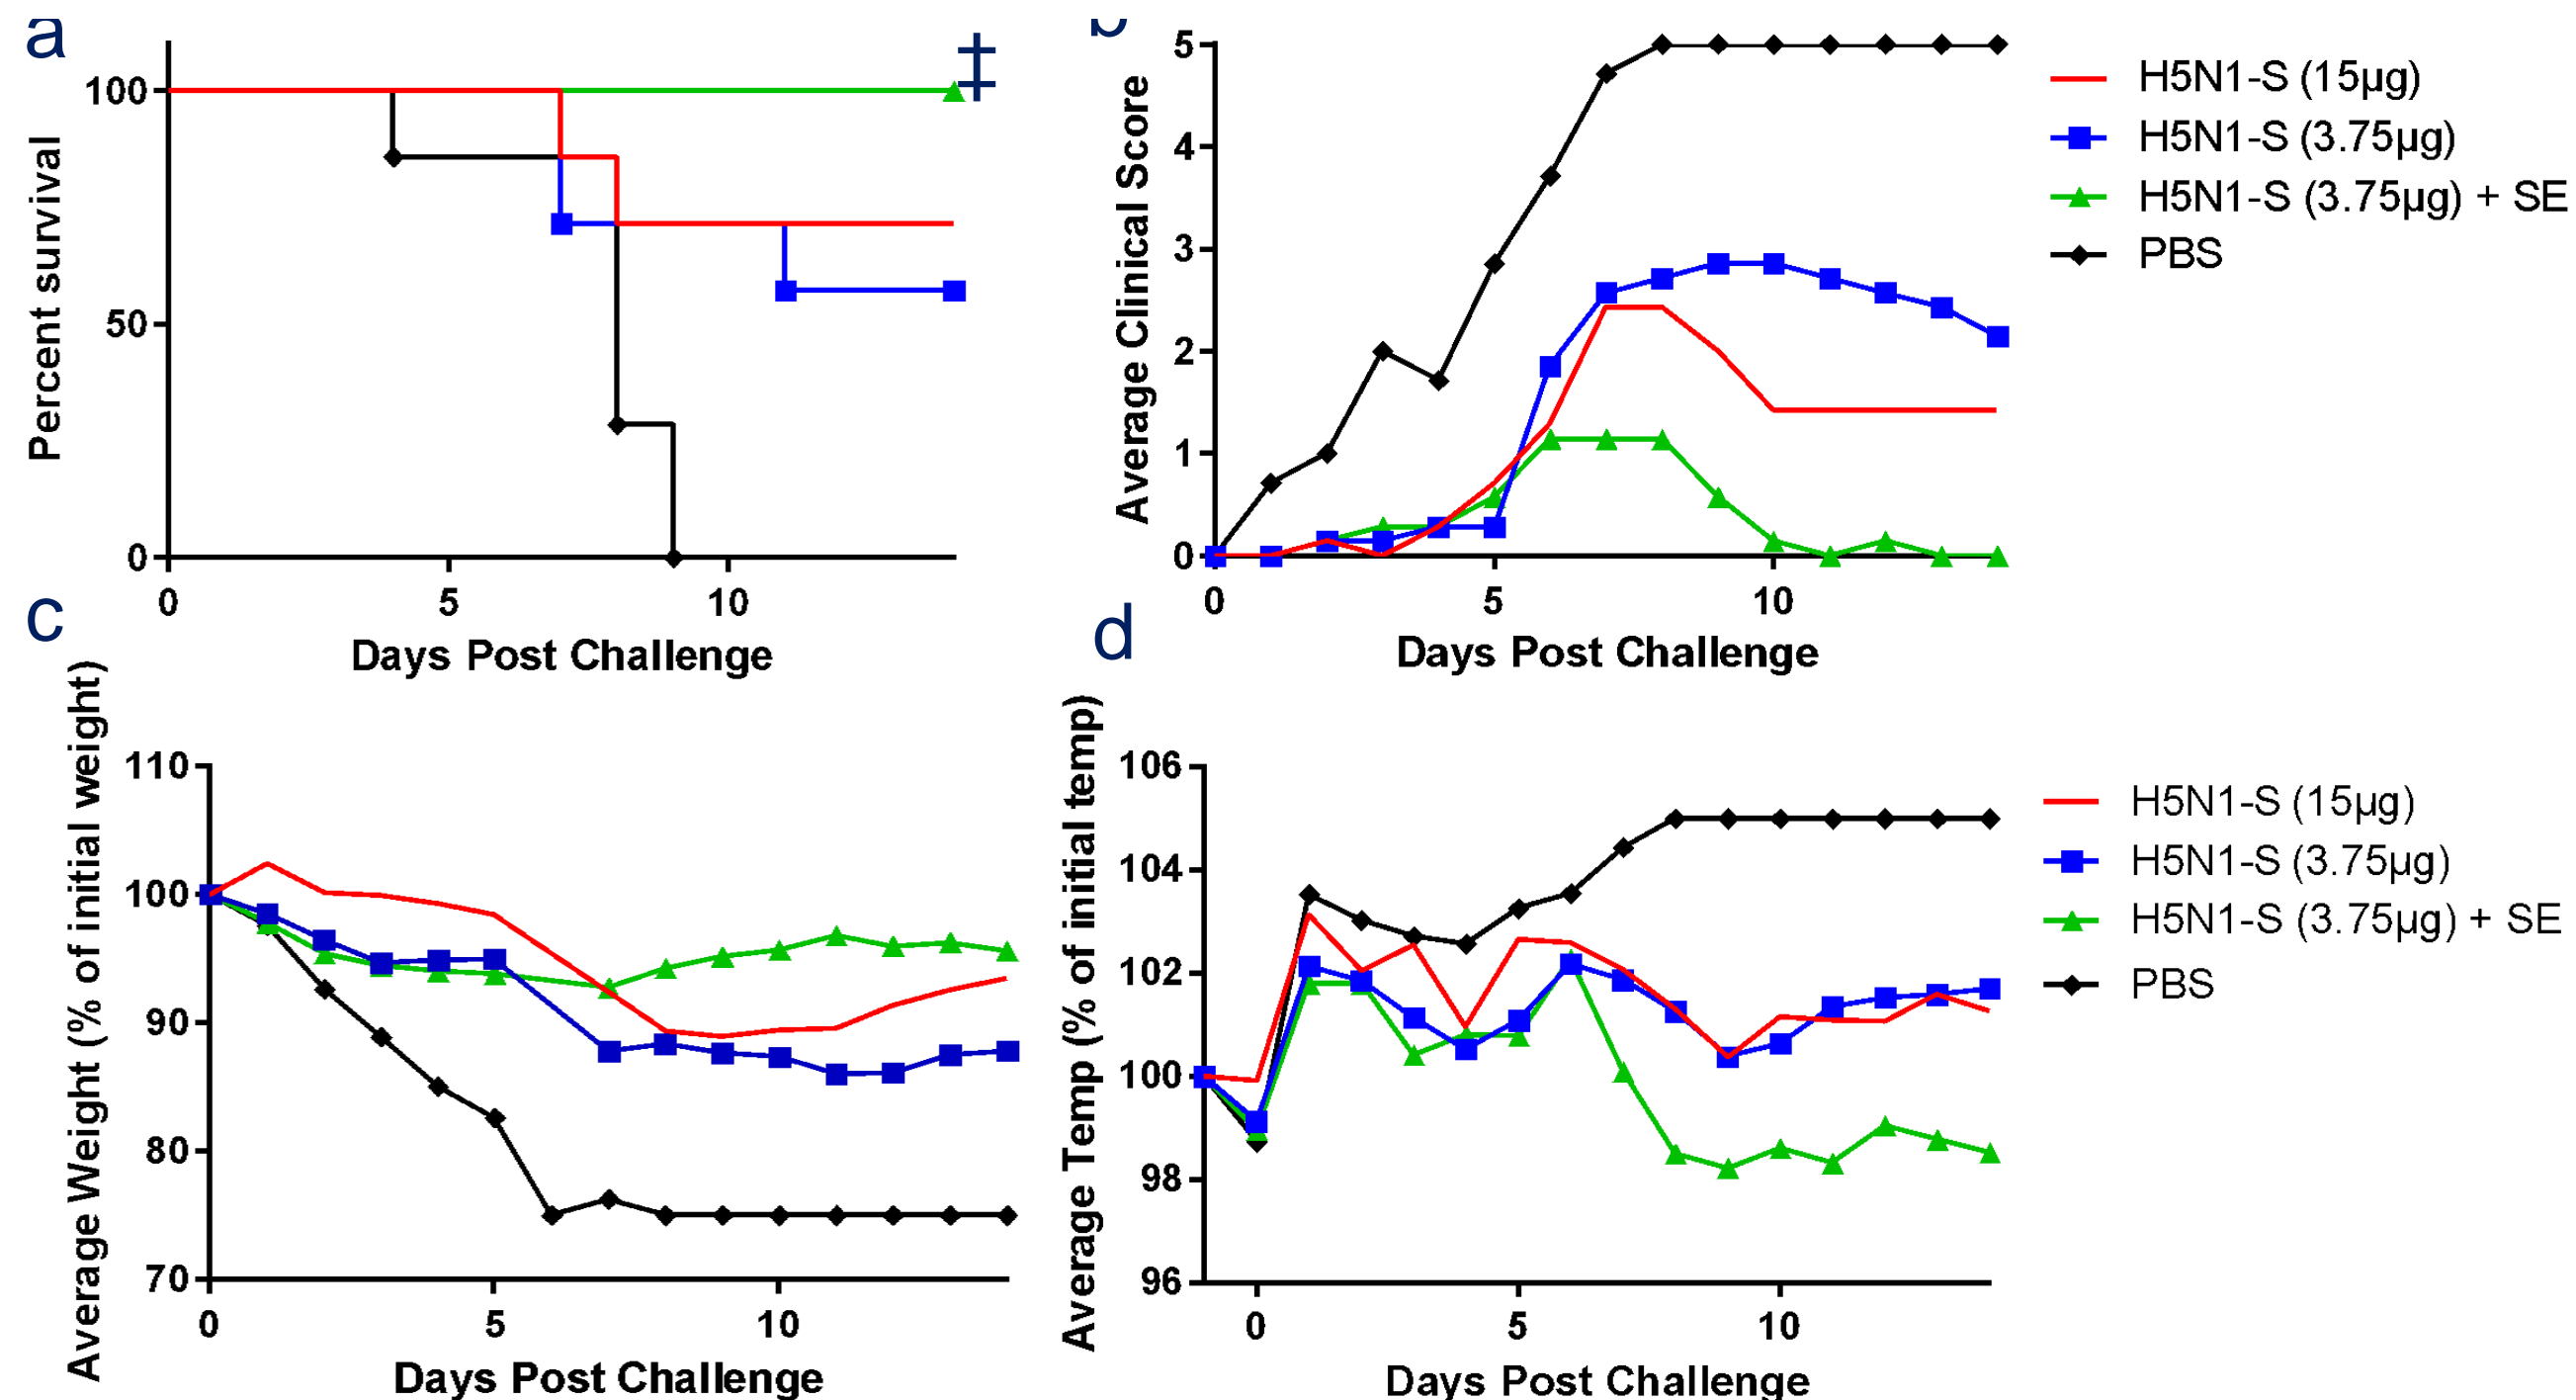 a
‡
100
50
0
0
5
10
Percent survival
Days Post Challenge
b
5
4
3
2
1
0
0
5
10
Average Clinical Score
Days Post Challenge
H5N1-S (15µg)
H5N1-S (3.75µg)
H5N1-S (3.75µg) + SE
PBS
c
110
100
90
80
70
0
5
10
Average Weight (% of initial weight)
Days Post Challenge
d
106
104
102
100
98
96
0
5
10
Average Temp (% of initial temp)
Days Post Challenge
H5N1-S (15µg)
H5N1-S (3.75µg)
H5N1-S (3.75µg) + SE
PBS